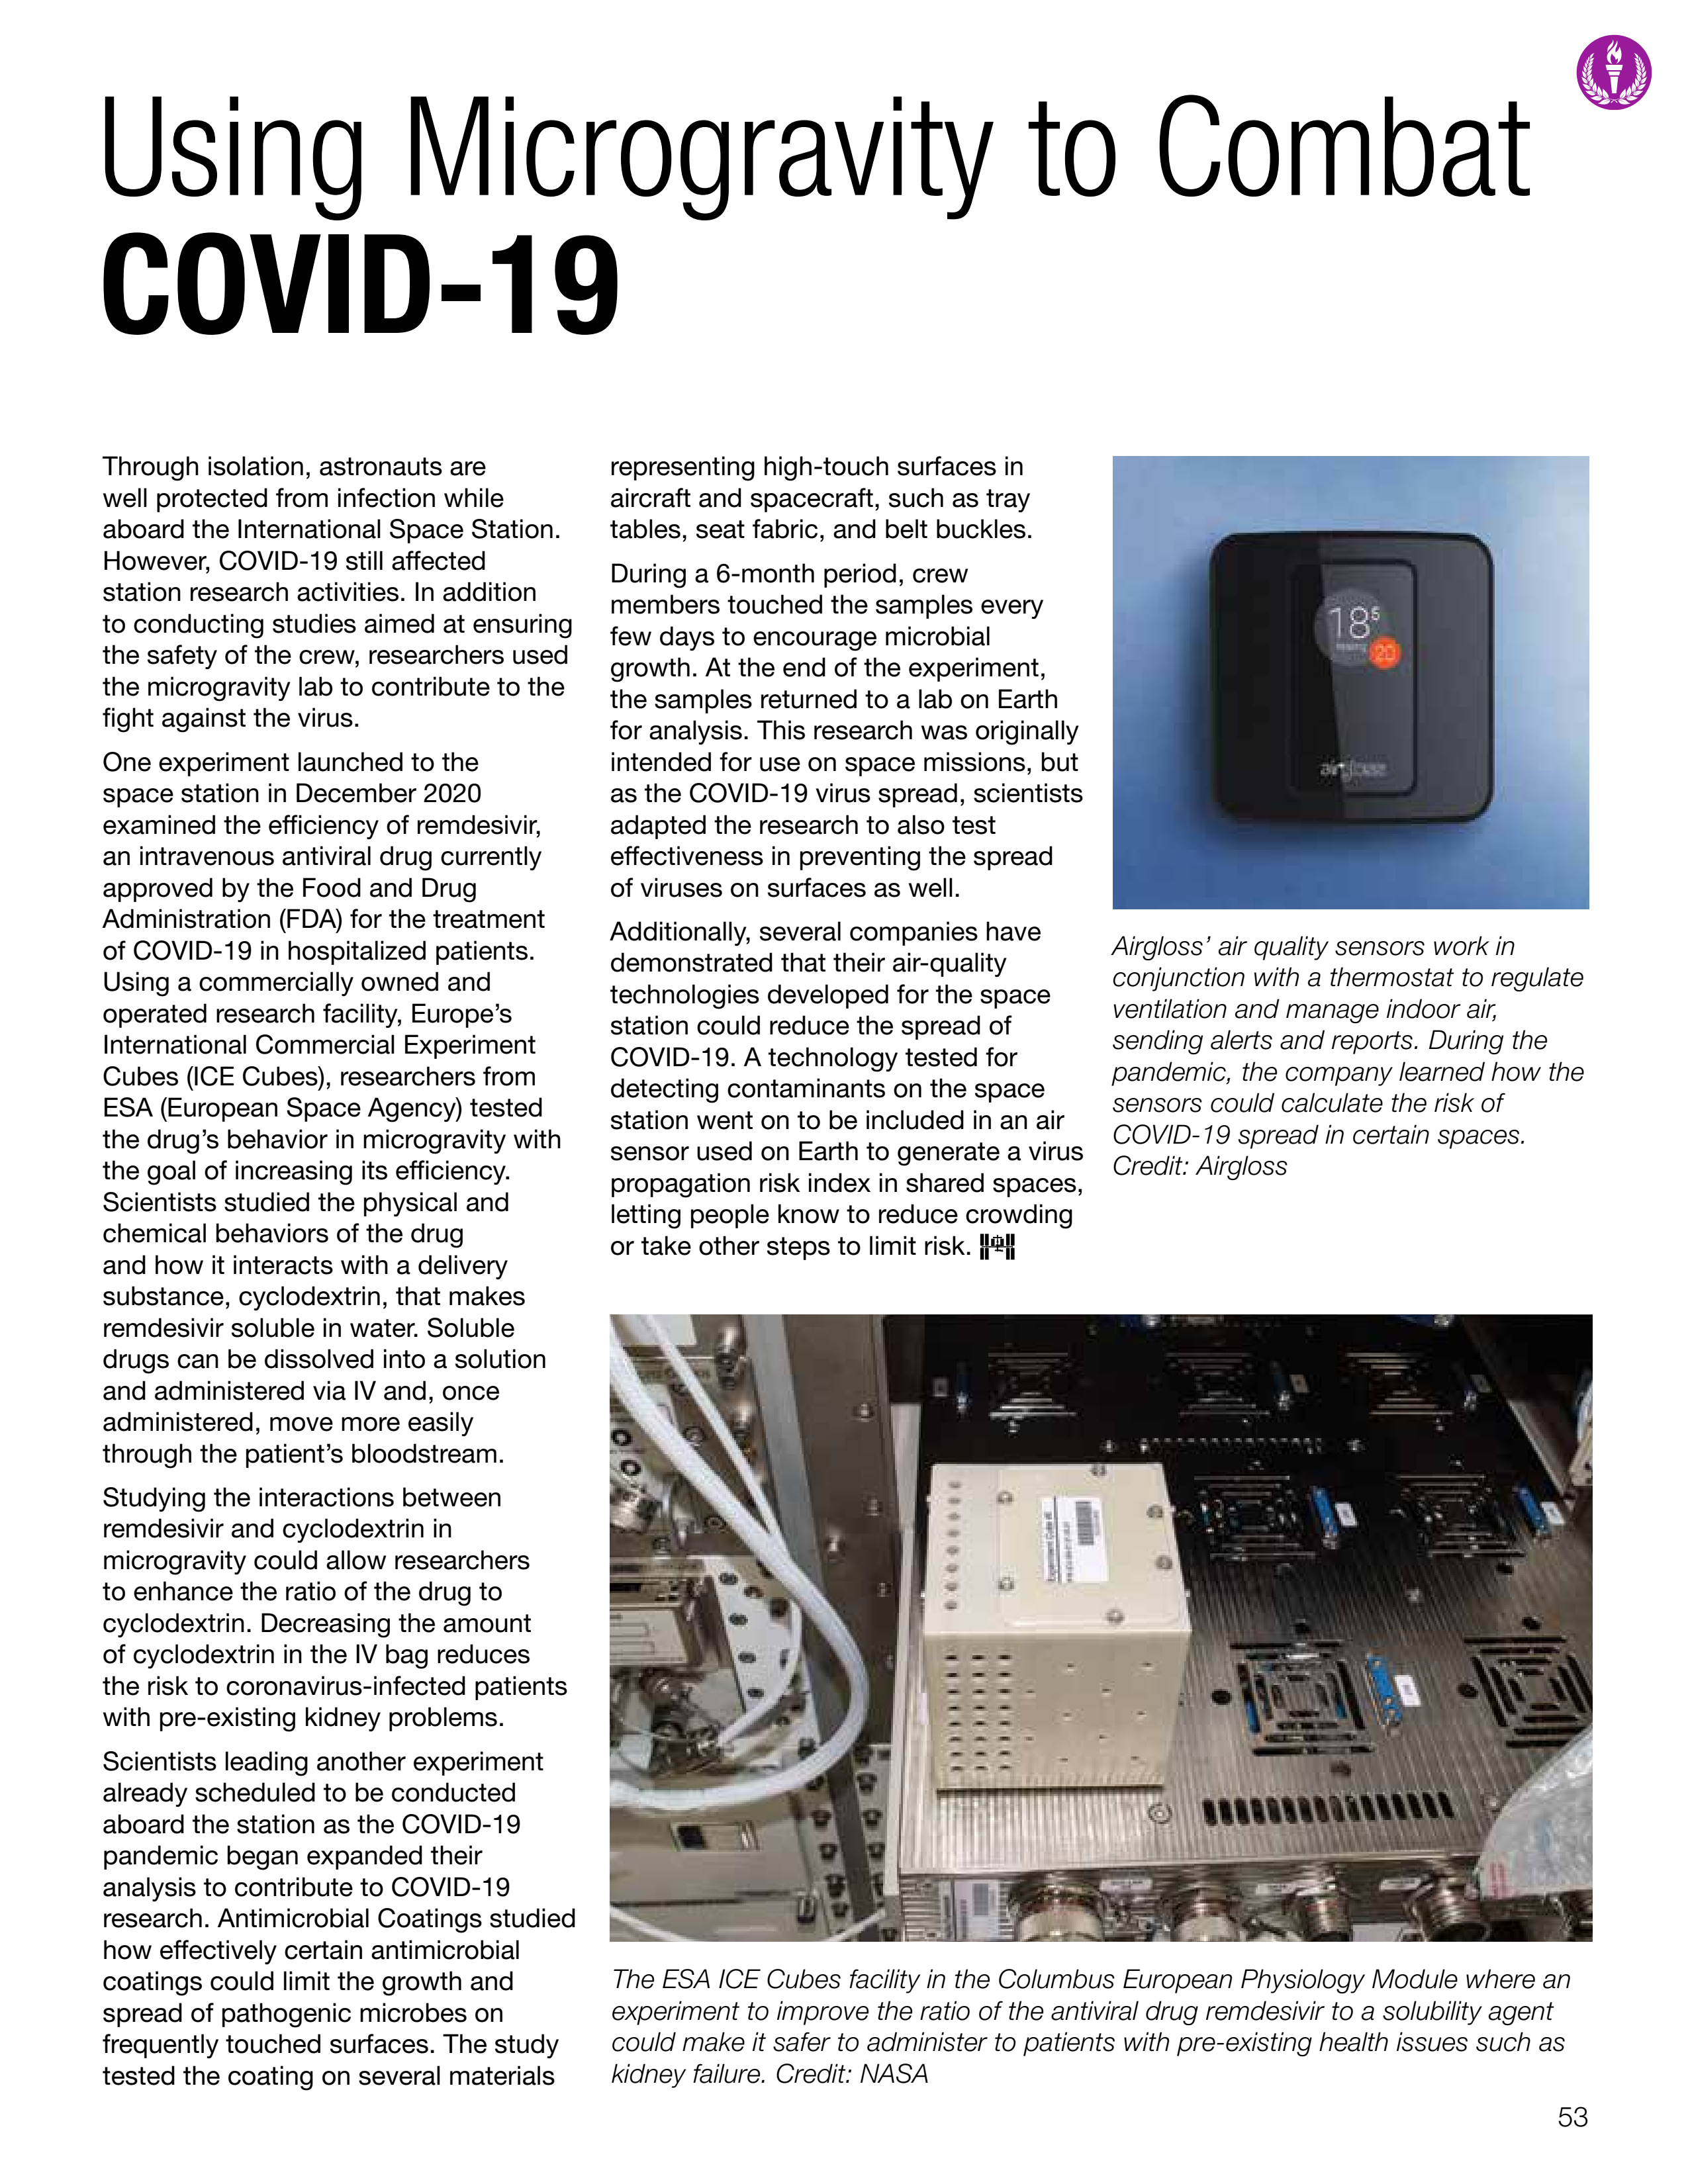 Using Microgravity to Combat
COVID-19
Through isolation, astronauts are
well protected from infection while
aboard the International Space Station.
However, COVID-19 still affected
station research activities. In addition
to conducting studies aimed at ensuring
the safety of the crew, researchers used
the microgravity lab to contribute to the
fight against the virus.
One experiment launched to the
space station in December 2020
examined the efficiency of remdesivir,
an intravenous antiviral drug currently
approved by the Food and Drug
Administration (FDA) for the treatment
of COVID-19 in hospitalized patients.
Using a commercially owned and
operated research facility, Europe’s
International Commercial Experiment
Cubes (ICE Cubes), researchers from
ESA (European Space Agency) tested
the drug’s behavior in microgravity with
the goal of increasing its efficiency.
Scientists studied the physical and
chemical behaviors of the drug
and how it interacts with a delivery
substance, cyclodextrin, that makes
remdesivir soluble in water. Soluble
drugs can be dissolved into a solution
and administered via IV and, once
administered, move more easily
through the patient’s bloodstream.
Studying the interactions between
remdesivir and cyclodextrin in
microgravity could allow researchers
to enhance the ratio of the drug to
cyclodextrin. Decreasing the amount
of cyclodextrin in the IV bag reduces
the risk to coronavirus-infected patients
with pre-existing kidney problems.
Scientists leading another experiment
already scheduled to be conducted
aboard the station as the COVID-19
pandemic began expanded their
analysis to contribute to COVID-19
research. Antimicrobial Coatings studied
how effectively certain antimicrobial
coatings could limit the growth and
spread of pathogenic microbes on
frequently touched surfaces. The study
tested the coating on several materials
representing high-touch surfaces in
aircraft and spacecraft, such as tray
tables, seat fabric, and belt buckles.
During a 6-month period, crew
members touched the samples every
few days to encourage microbial
growth. At the end of the experiment,
the samples returned to a lab on Earth
for analysis. This research was originally
intended for use on space missions, but
as the COVID-19 virus spread, scientists
adapted the research to also test
effectiveness in preventing the spread
of viruses on surfaces as well.
Additionally, several companies have
demonstrated that their air-quality
technologies developed for the space
station could reduce the spread of
COVID-19. A technology tested for
detecting contaminants on the space
station went on to be included in an air
sensor used on Earth to generate a virus
propagation risk index in shared spaces,
letting people know to reduce crowding
or take other steps to limit risk.
18⁵
20
airgloss
Airgloss’ air quality sensors work in
conjunction with a thermostat to regulate
ventilation and manage indoor air,
sending alerts and reports. During the
pandemic, the company learned how the
sensors could calculate the risk of
COVID-19 spread in certain spaces.
Credit: Airgloss
The ESA ICE Cubes facility in the Columbus European Physiology Module where an
experiment to improve the ratio of the antiviral drug remdesivir to a solubility agent
could make it safer to administer to patients with pre-existing health issues such as
kidney failure. Credit: NASA
53